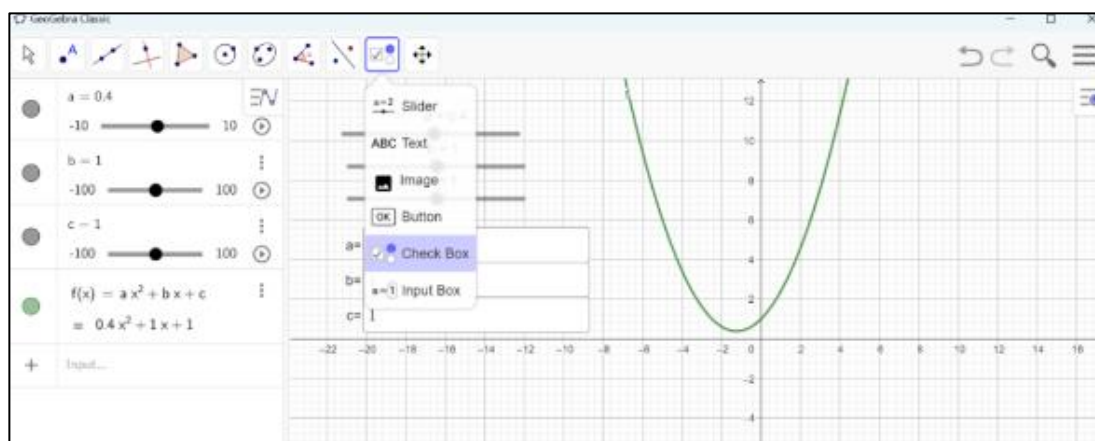 GeoGebra Classic
a = 0.4
-10 10
b = 1
-100 100
c = 1
-100 100
f(x) = a x² + b x + c
= 0.4 x² + 1 x + 1
Input...
a=2 Slider
ABC Text
Image
OK Button
Check Box
a=1 Input Box
a=
b=
c= 1
12
10
8
6
4
2
-22 -20 -18 -16 -14 -12 -10 -8 -6 -4 -2 0 2 4 6 8 10 12 14 16
-2
-4